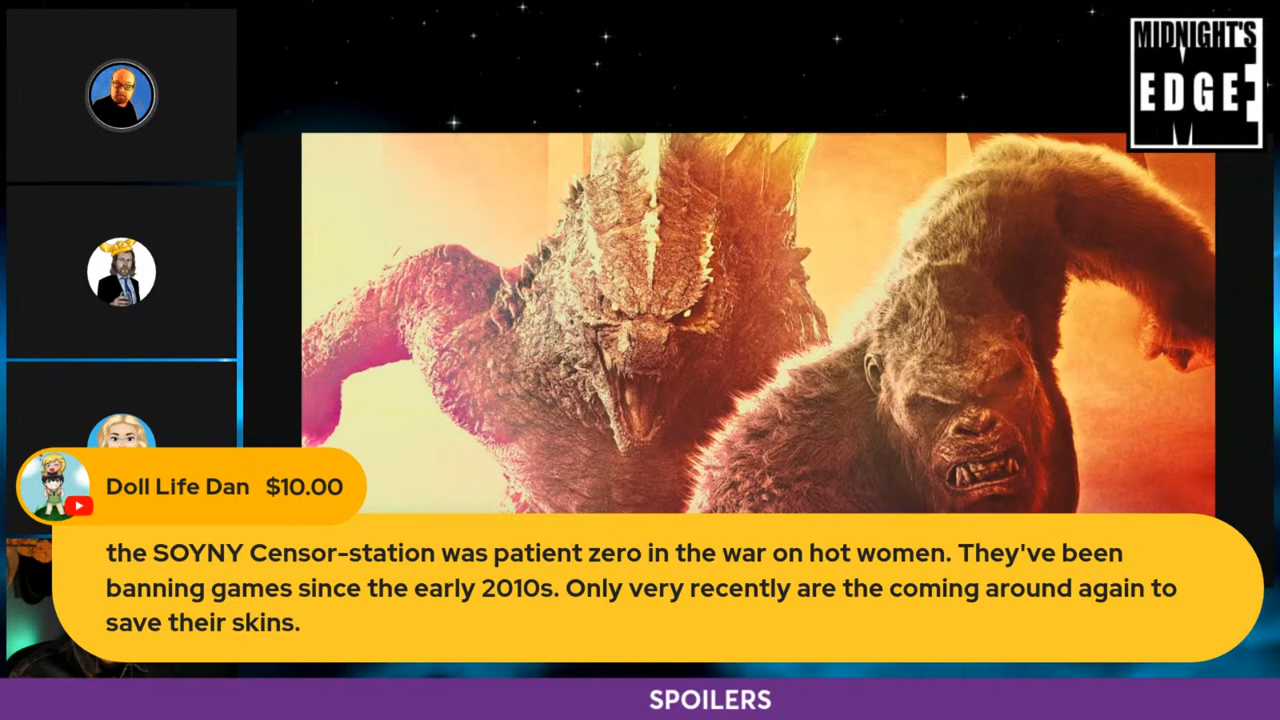 MIDNIGHT'S
EDGE
Doll Life Dan $10.00
the SOYNY Censor-station was patient zero in the war on hot women. They've been
banning games since the early 2010s. Only very recently are the coming around again to
save their skins.
SPOILERS